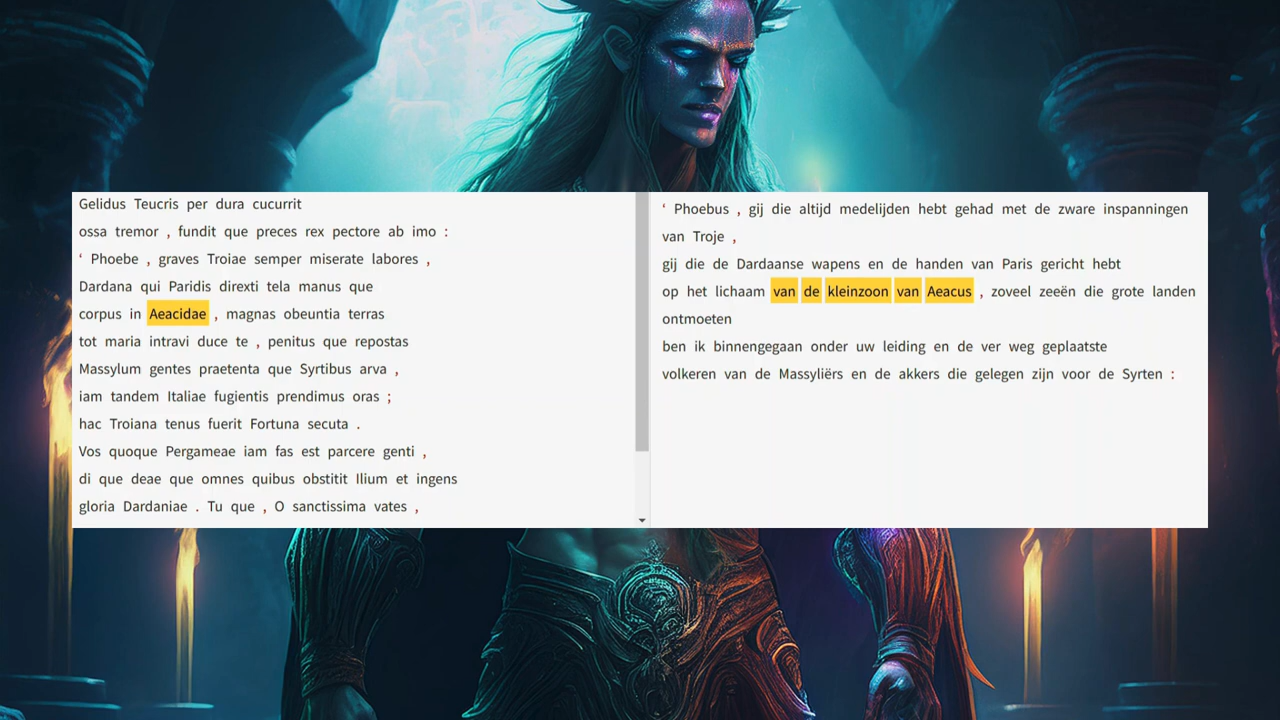 Gelidus Teucris per dura cucurrit
ossa tremor , fundit que preces rex pectore ab imo :
‘ Phoebe , graves Troiae semper miserate labores ,
Dardana qui Paridis direxti tela manus que
corpus in Aeacidae , magnas obeuntia terras
tot maria intravi duce te , penitus que repostas
Massylum gentes praetenta que Syrtibus arva ,
iam tandem Italiae fugientis prendimus oras ;
hac Troiana tenus fuerit Fortuna secuta .
Vos quoque Pergameae iam fas est parcere genti ,
di que deae que omnes quibus obstitit Ilium et ingens
gloria Dardaniae . Tu que , O sanctissima vates ,
‘ Phoebus , gij die altijd medelijden hebt gehad met de zware inspanningen
van Troje ,
gij die de Dardaanse wapens en de handen van Paris gericht hebt
op het lichaam van de kleinzoon van Aeacus , zoveel zeeën die grote landen
ontmoeten
ben ik binnengegaan onder uw leiding en de ver weg geplaatste
volkeren van de Massyliërs en de akkers die gelegen zijn voor de Syrten :